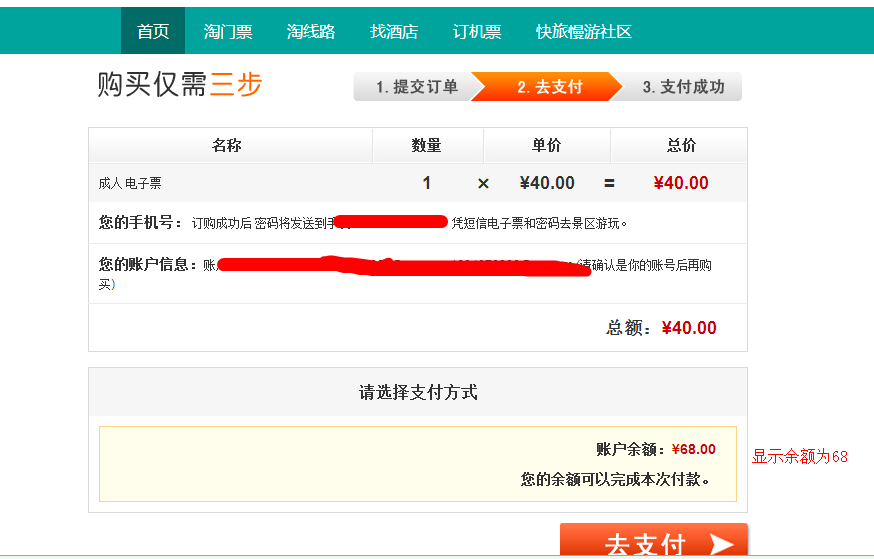 首页 淘门票 淘线路 找酒店 订机票 快旅慢游社区
购买仅需三步 1. 提交订单 2. 去支付 3. 支付成功
名称 数量 单价 总价
成人电子票 1 × ¥40.00 = ¥40.00
您的手机号： 订购成功后 密码将发送到手 凭短信电子票和密码去景区游玩。
您的账户信息：账 (请确认是你的账号后再购
买)
总额：¥40.00
请选择支付方式
账户余额：¥68.00
显示余额为68
您的余额可以完成本次付款。
去支付